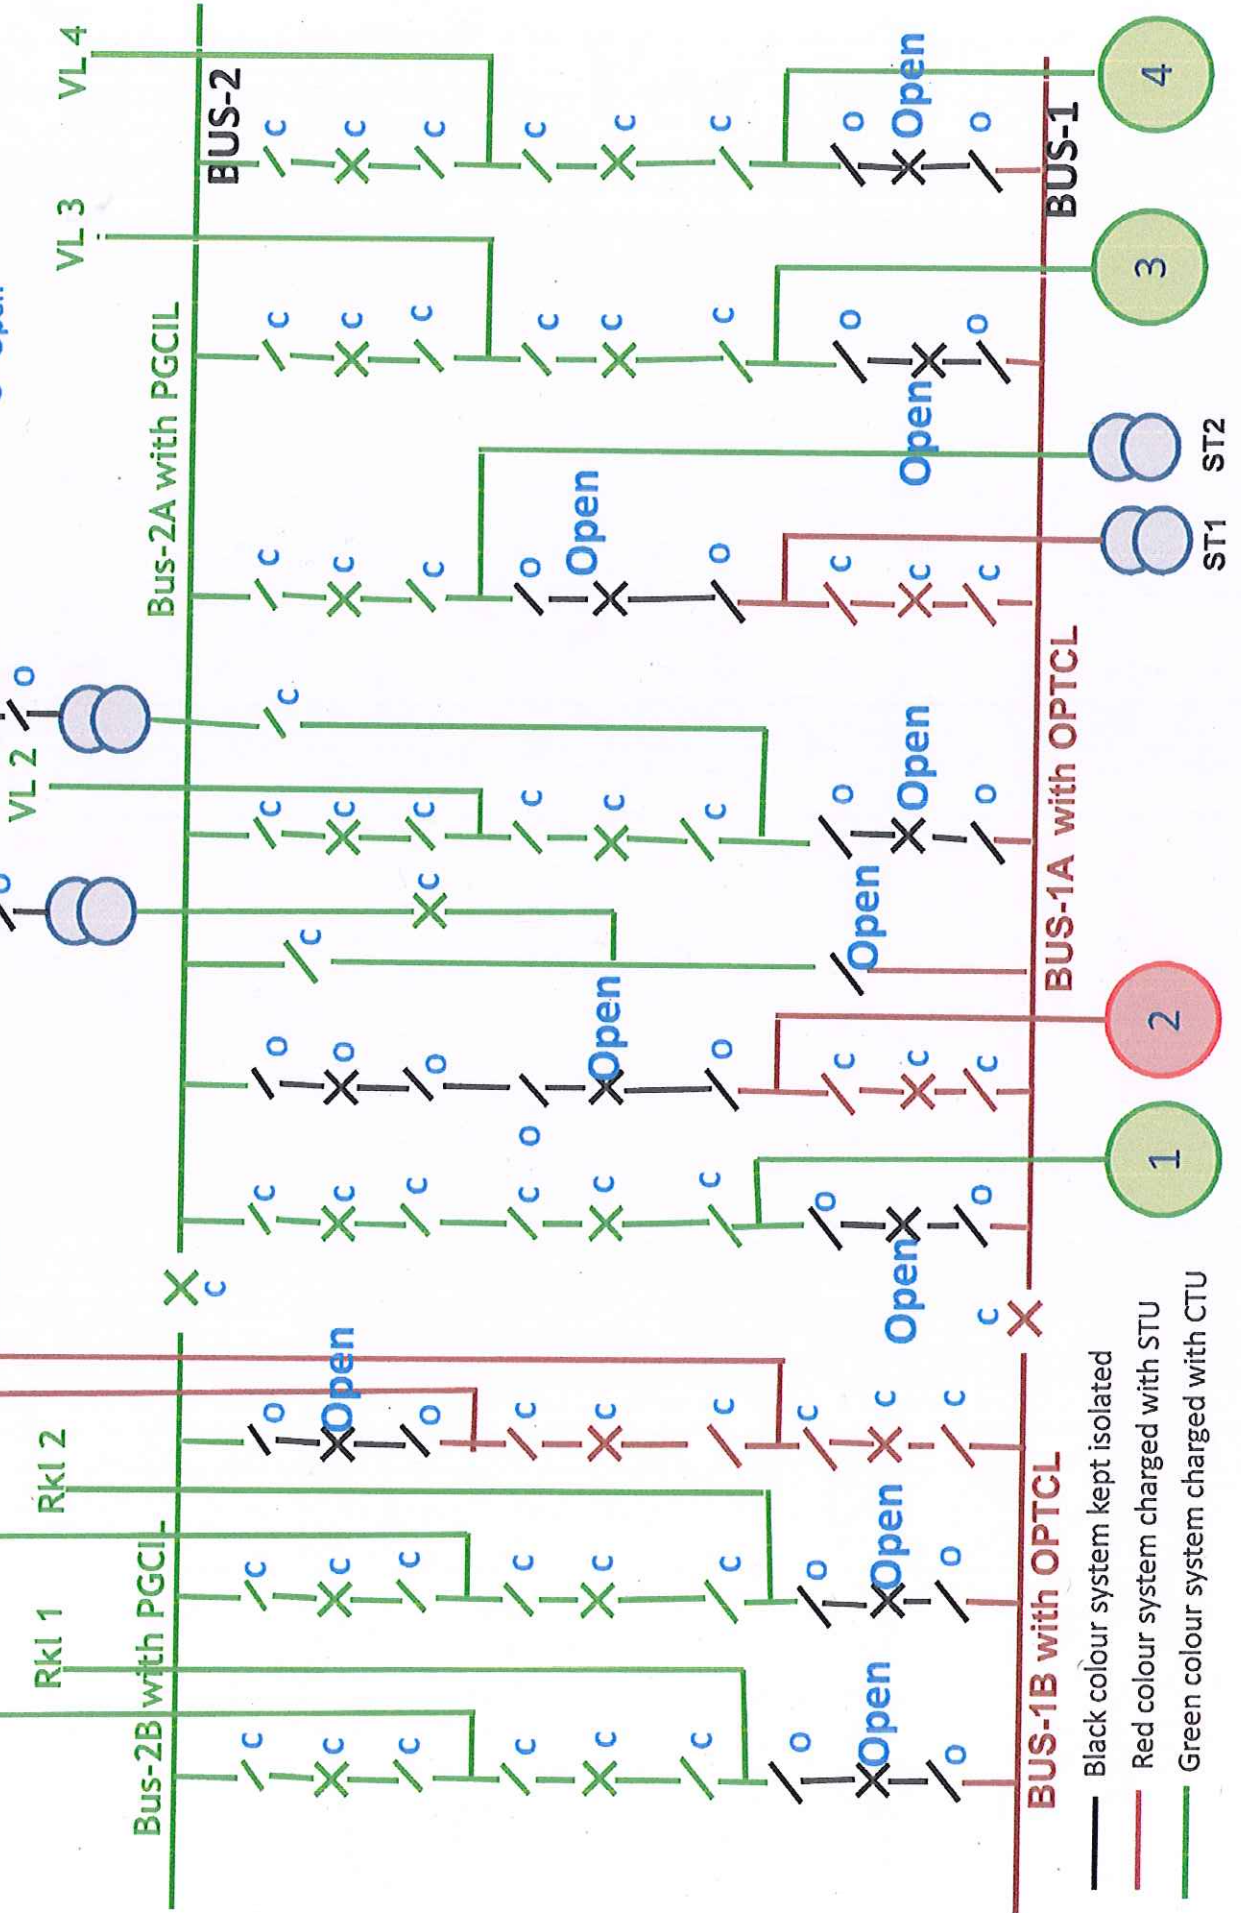 O
VL 2
Rkl 1
Rkl 2
VL 3
VL 4
Bus-2B with PGCIL
Bus-2A with PGCIL
C
BUS-2
C C O C O C C C C C C
C C Open C O C C C C
C C O C O C C C C C
C C C C O C O C C
C C C C Open C Open C C
C C C C O C O C C
O O C O C Open O C O O
Open Open C Open C Open C Open Open
O O C C O C O C O O
BUS-1B with OPTCL
BUS-1A with OPTCL
BUS-1
1
2
3
4
ST1
ST2
Black colour system kept isolated
Red colour system charged with STU
Green colour system charged with CTU